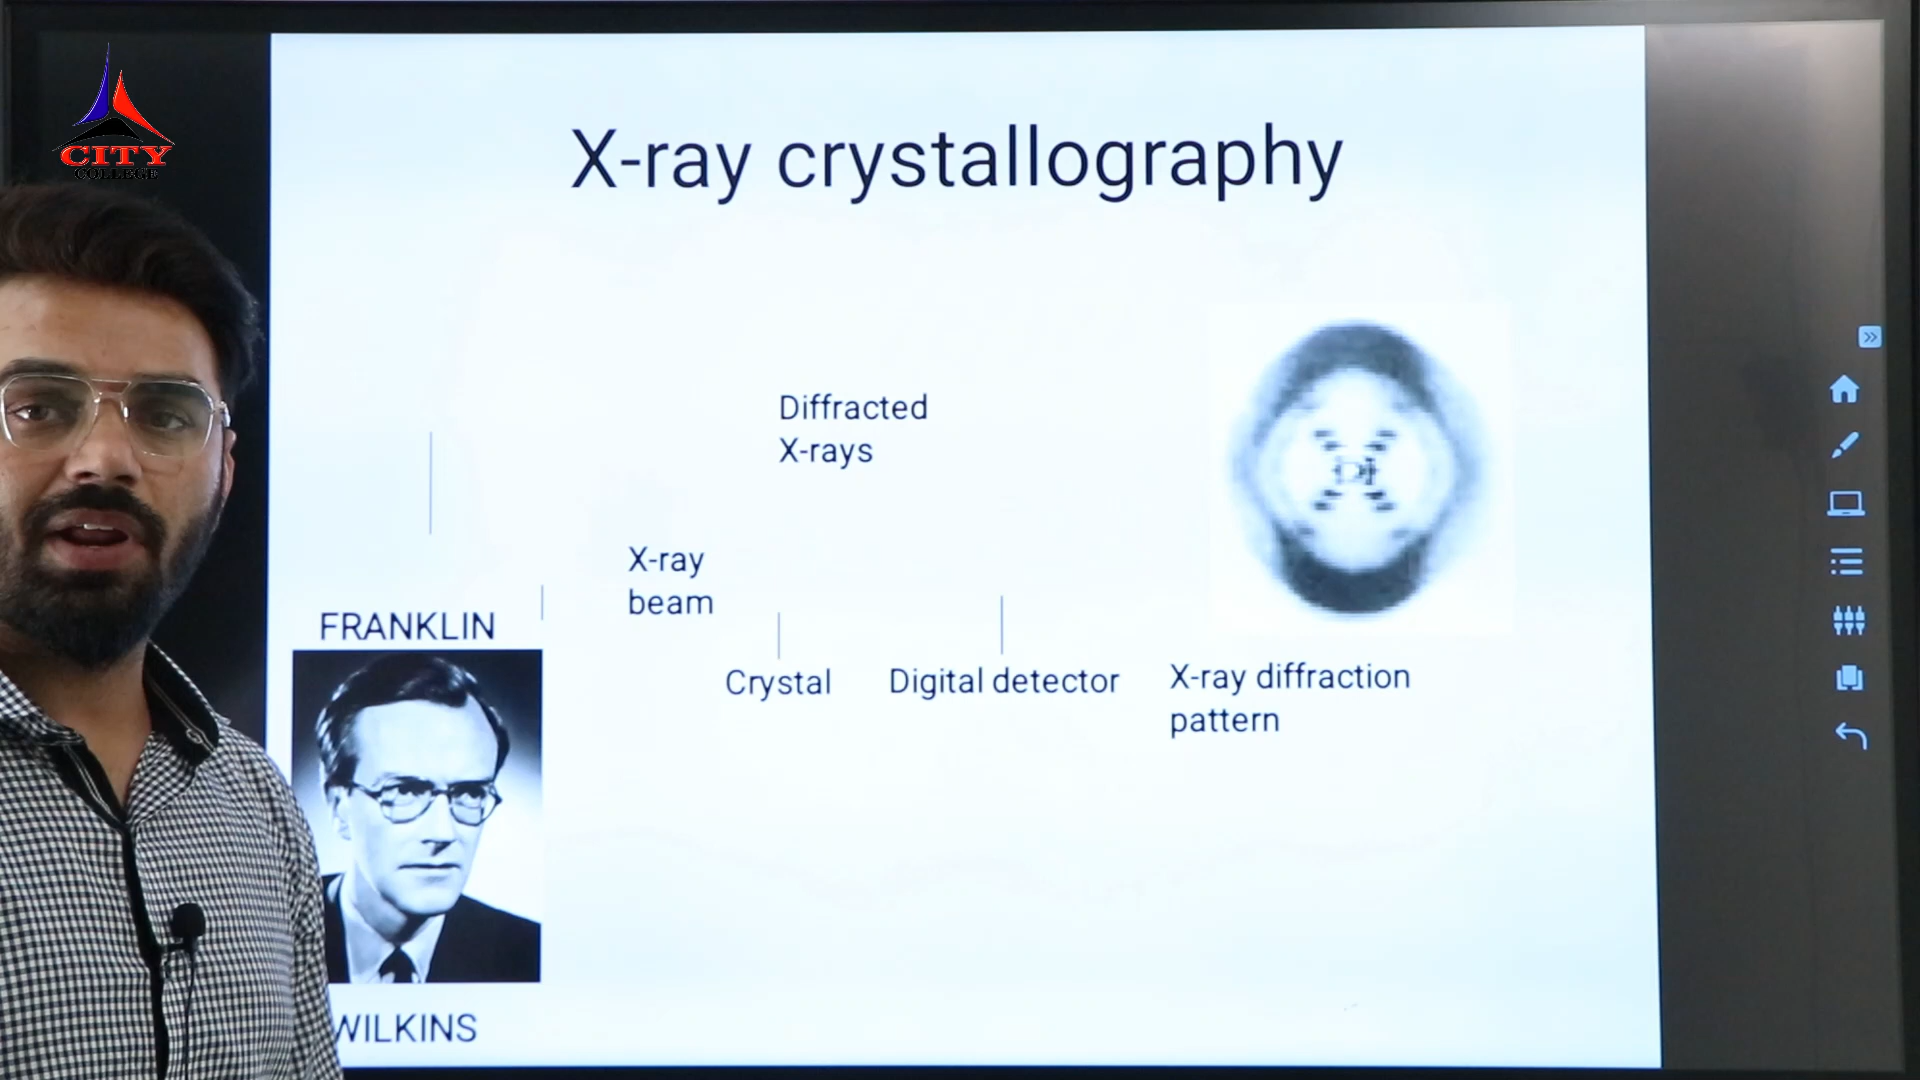 CITY
COLLEGE
X-ray crystallography
Diffracted
X-rays
X-ray
beam
FRANKLIN
Crystal
Digital detector
X-ray diffraction
pattern
WILKINS